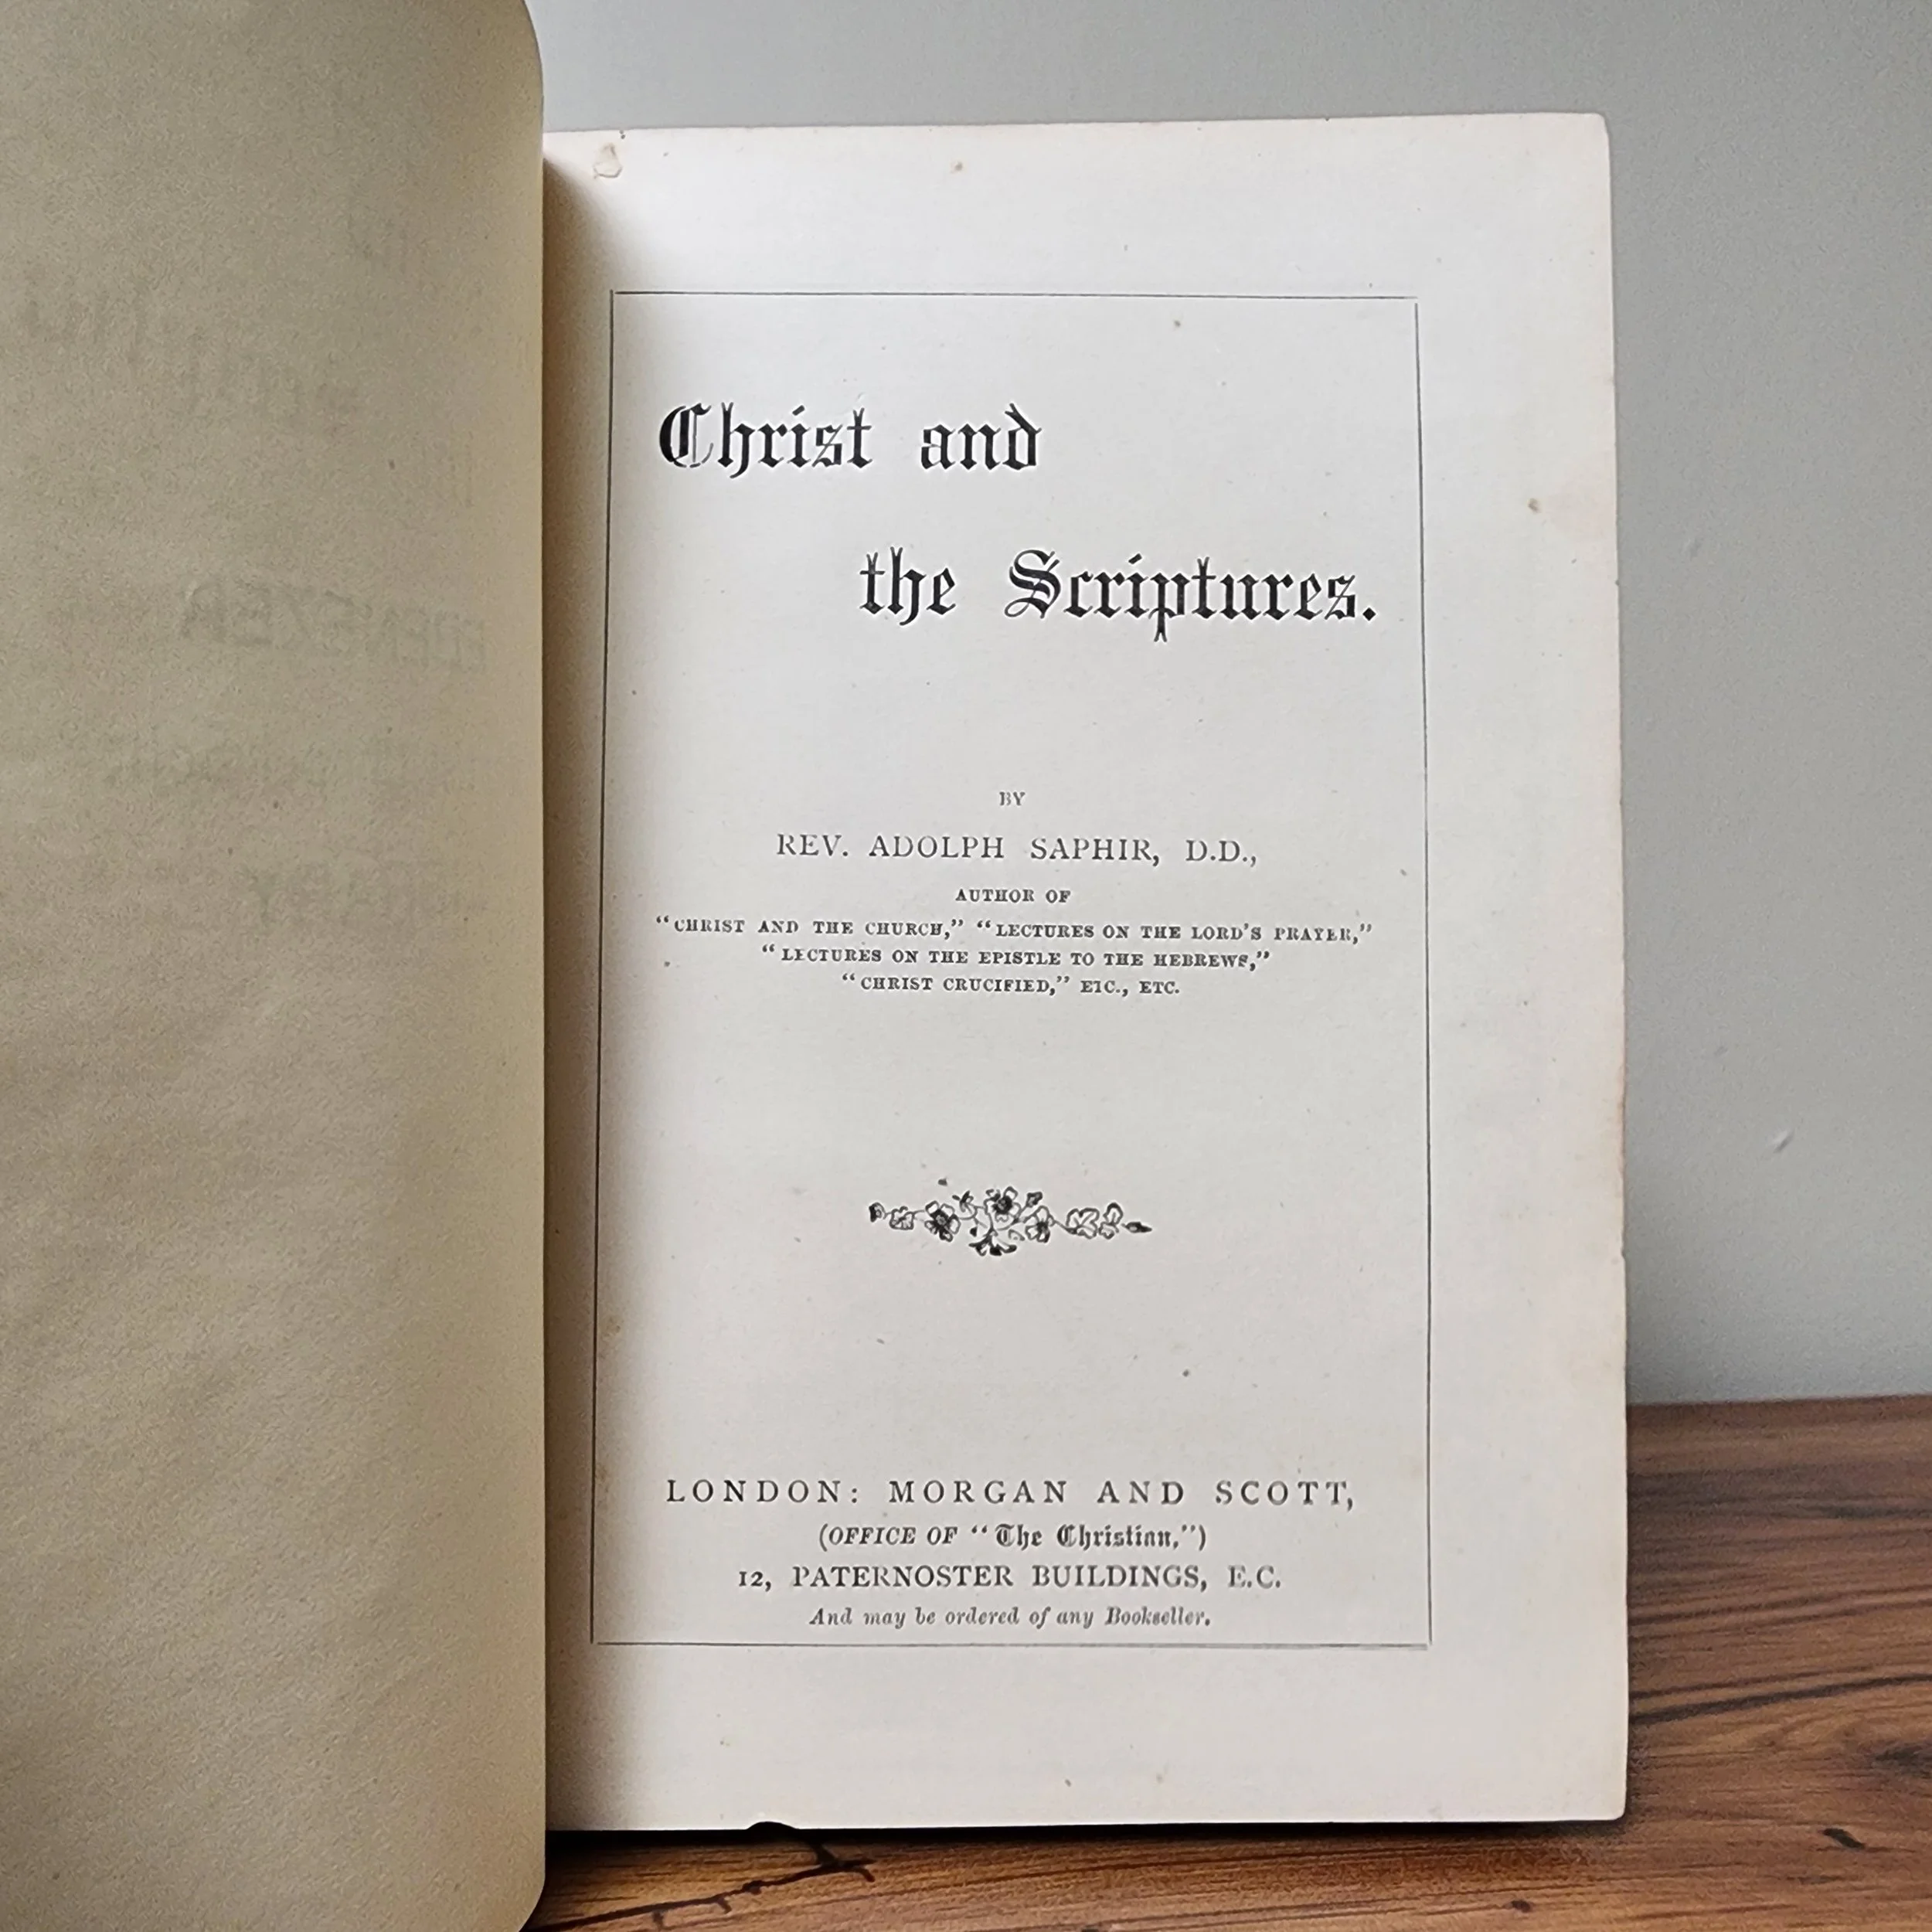 Christ and
the Scriptures.
BY
REV. ADOLPH SAPHIR, D.D.,
AUTHOR OF
"CHRIST AND THE CHURCH," "LECTURES ON THE LORD'S PRAYER,"
"LECTURES ON THE EPISTLE TO THE HEBREWS,"
"CHRIST CRUCIFIED," ETC., ETC.
LONDON: MORGAN AND SCOTT,
(OFFICE OF "The Christian,")
12, PATERNOSTER BUILDINGS, E.C.
And may be ordered of any Bookseller.